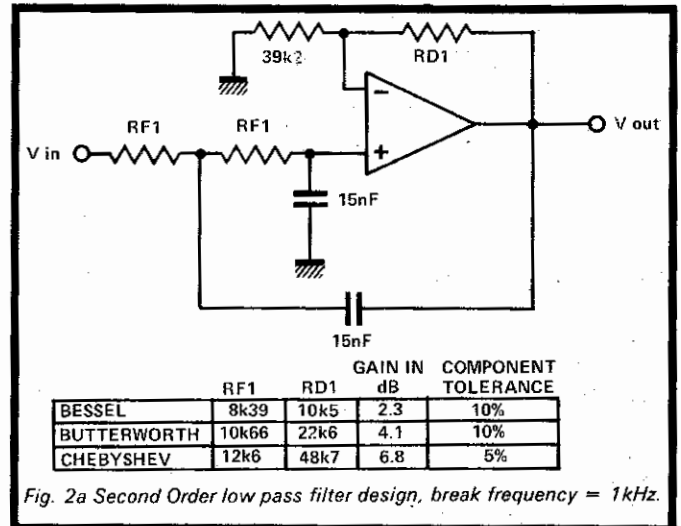 39k2
RD1
RF1
RF1
V in
V out
−
+
15nF
15nF
RF1 RD1 GAIN IN dB COMPONENT TOLERANCE
BESSEL 8k39 10k5 2.3 10%
BUTTERWORTH 10k66 22k6 4.1 10%
CHEBYSHEV 12k6 48k7 6.8 5%
Fig. 2a Second Order low pass filter design, break frequency = 1kHz.